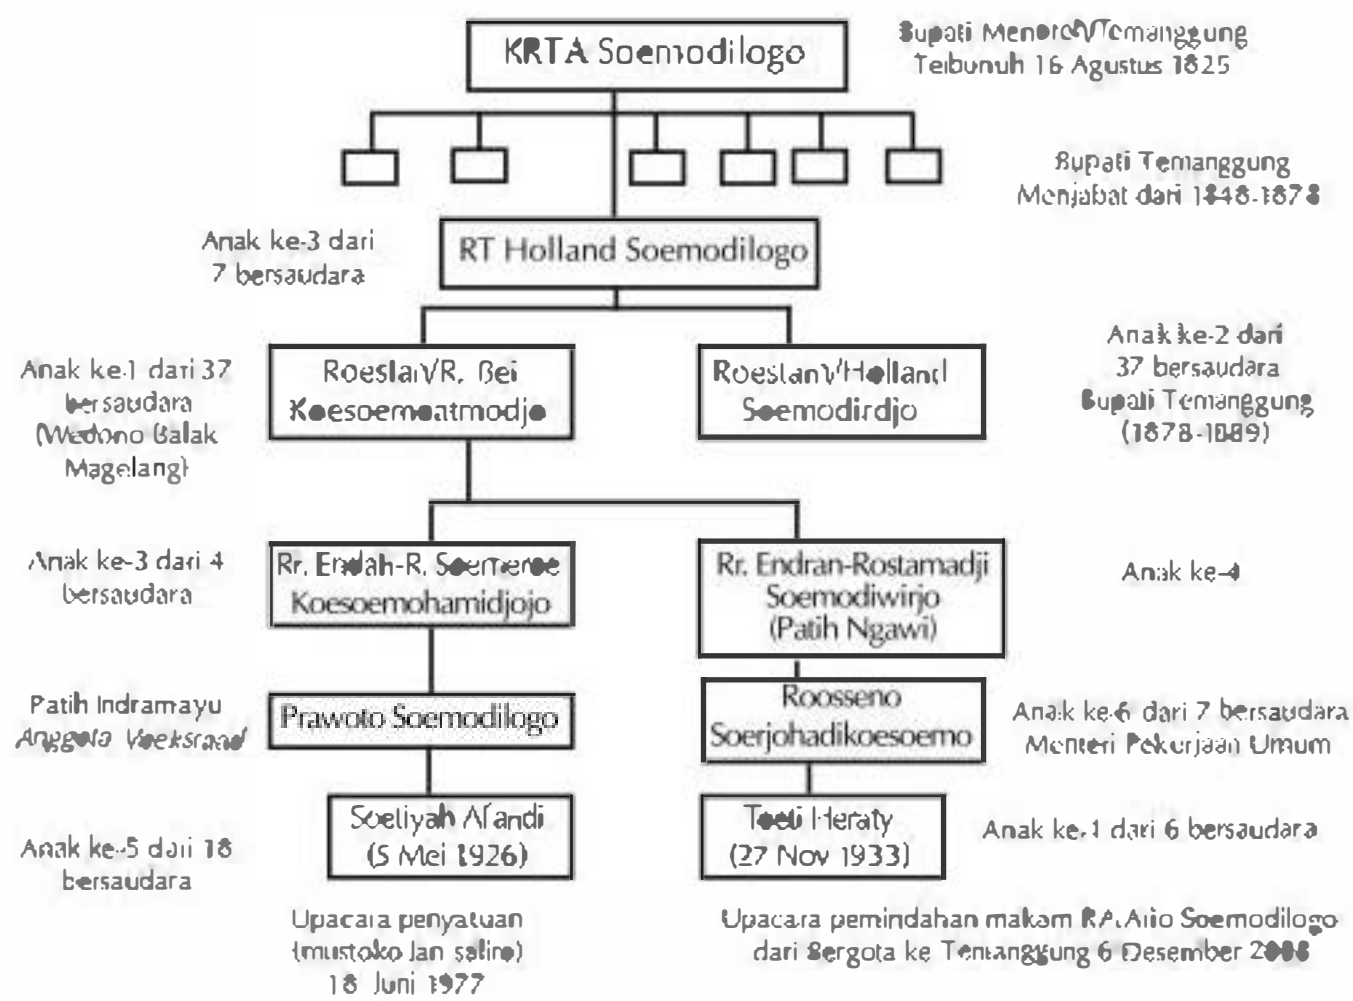 KRTA Soemodilogo
Bupati Menoreh/Temanggung
Terbunuh 16 Agustus 1825
Bupati Temanggung
Menjabat dari 1848-1878
Anak ke-3 dari
7 bersaudara
RT Holland Soemodilogo
Anak ke-1 dari 37
bersaudara
(Wedono Balak
Magelang)
Roeslan/R. Bei
Koesoemoatmodjo
Roeslan/Holland
Soemodirdjo
Anak ke-2 dari
37 bersaudara
Bupati Temanggung
(1878-)
Anak ke-3 dari 4
bersaudara
Rr. Endah-R. Soemeroe
Koesoemohamidjojo
Rr. Endran-Rostamadji
Soemodiwirjo
(Patih Ngawi)
Anak ke-4
Patih Indramayu
Anggota
Prawoto Soemodilogo
Roosseno
Soerjohadikoesoemo
Anak ke-6 dari 7 bersaudara
Menteri Pekerjaan Umum
Anak ke-5 dari 18
bersaudara
Soetiyah Afandi
(5 Mei 1926)
Toeti Heraty
(27 Nov 1933)
Anak ke-1 dari 6 bersaudara
Upacara penyatuan
(mustoko dan)
18 Juni 1977
Upacara pemindahan makam RA. Ario Soemodilogo
dari Bergota ke Temanggung 6 Desember